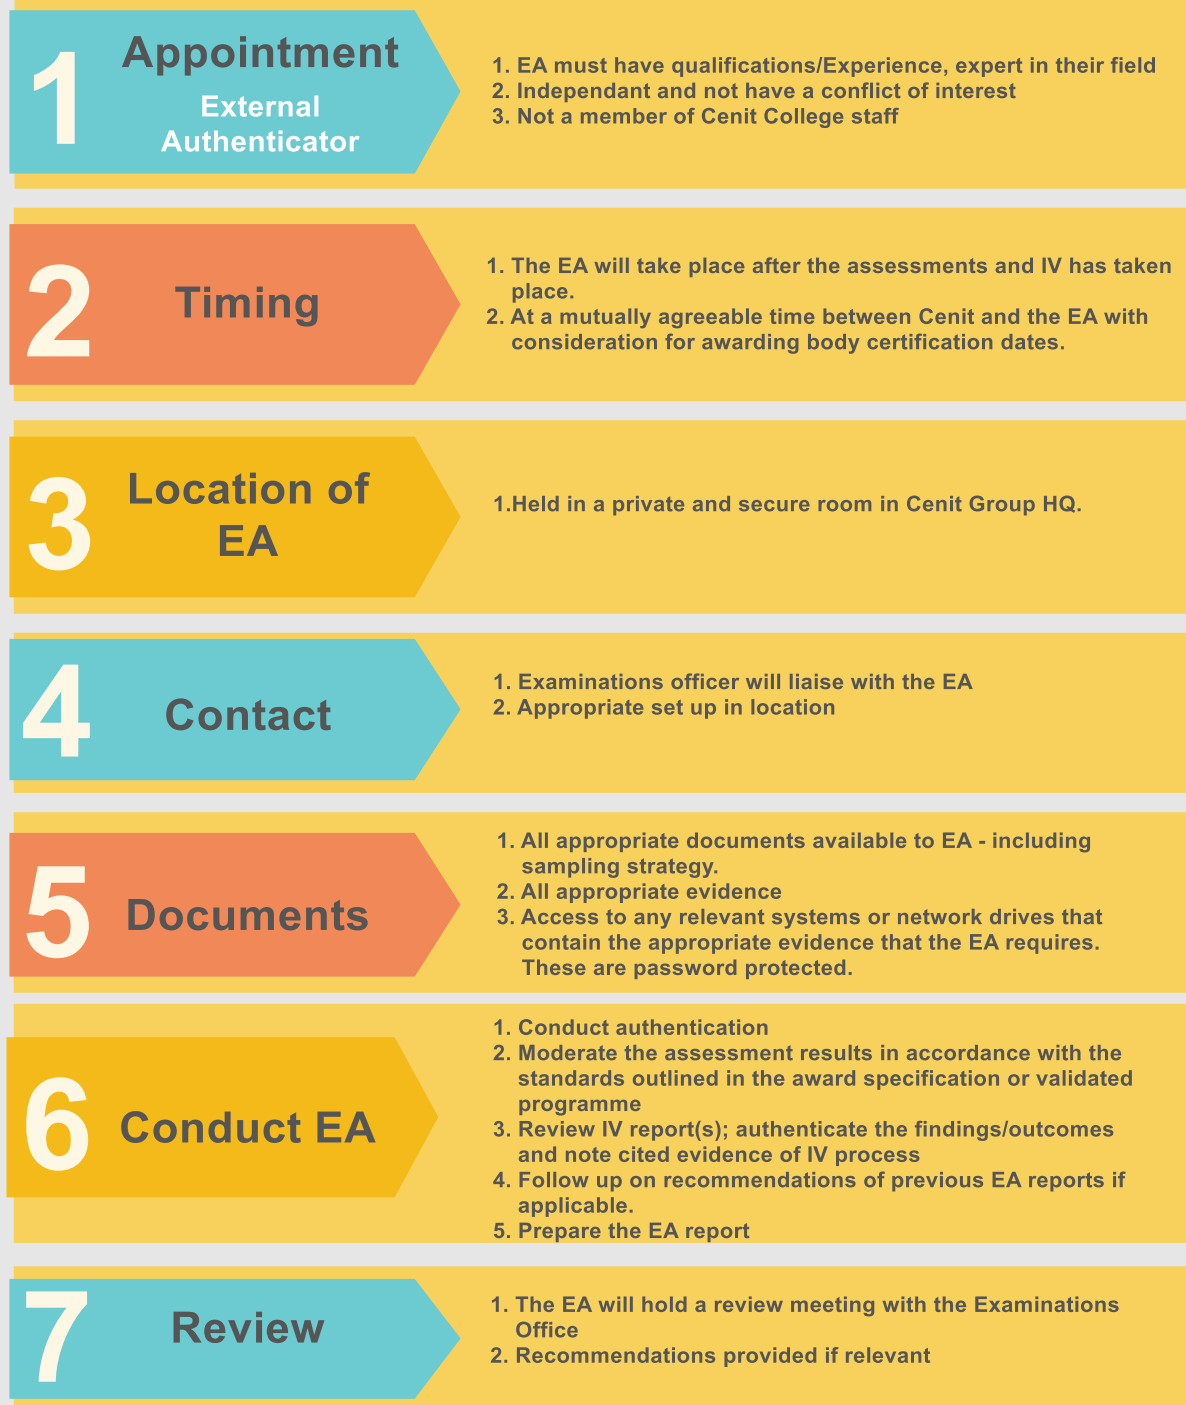 1
Appointment
External
Authenticator
1. EA must have qualifications/Experience, expert in their field
2. Independant and not have a conflict of interest
3. Not a member of Cenit College staff
2
Timing
1. The EA will take place after the assessments and IV has taken
place.
2. At a mutually agreeable time between Cenit and the EA with
consideration for awarding body certification dates.
3
Location of
EA
1.Held in a private and secure room in Cenit Group HQ.
4
Contact
1. Examinations officer will liaise with the EA
2. Appropriate set up in location
5
Documents
1. All appropriate documents available to EA - including
sampling strategy.
2. All appropriate evidence
3. Access to any relevant systems or network drives that
contain the appropriate evidence that the EA requires.
These are password protected.
6
Conduct EA
1. Conduct authentication
2. Moderate the assessment results in accordance with the
standards outlined in the award specification or validated
programme
3. Review IV report(s); authenticate the findings/outcomes
and note cited evidence of IV process
4. Follow up on recommendations of previous EA reports if
applicable.
5. Prepare the EA report
7
Review
1. The EA will hold a review meeting with the Examinations
Office
2. Recommendations provided if relevant